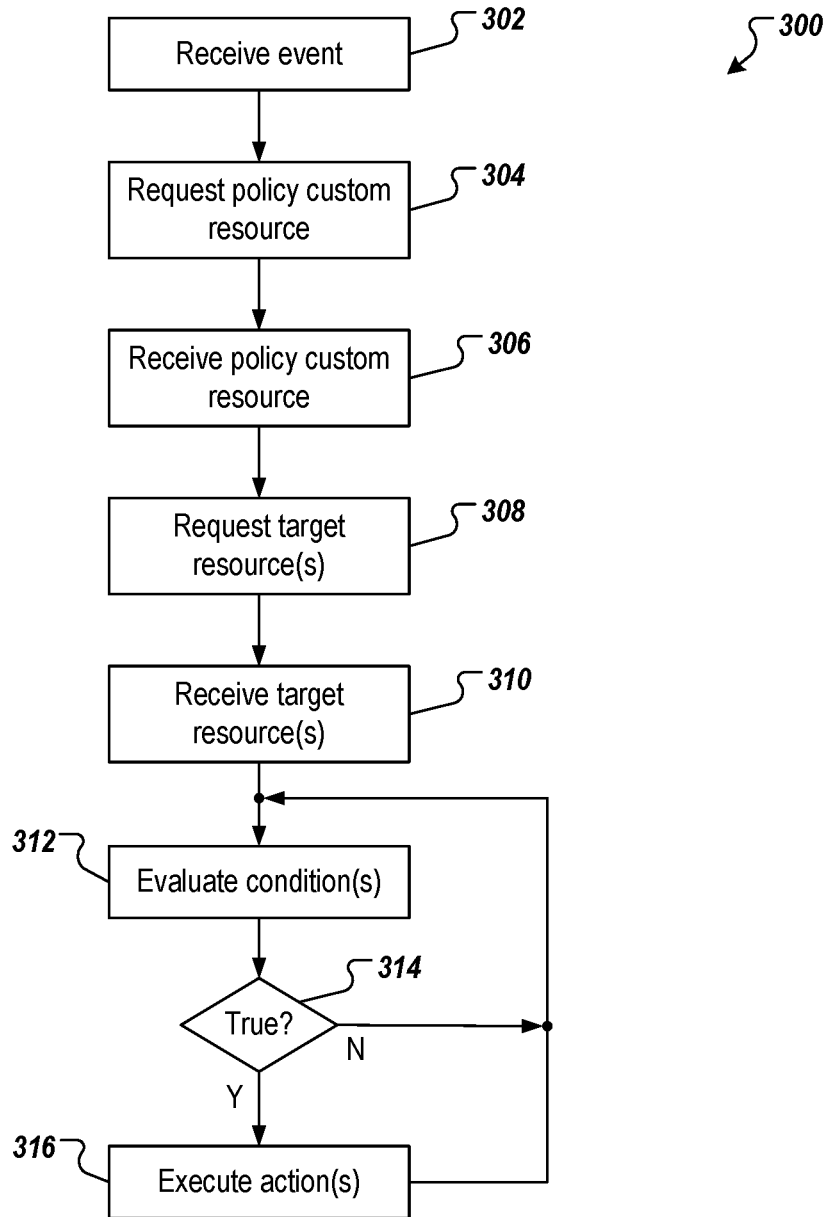 302
300
Receive event
Request policy custom
resource
304
Receive policy custom
resource
306
Request target
resource(s)
308
Receive target
resource(s)
310
312
Evaluate condition(s)
314
True?
N
Y
316
Execute action(s)